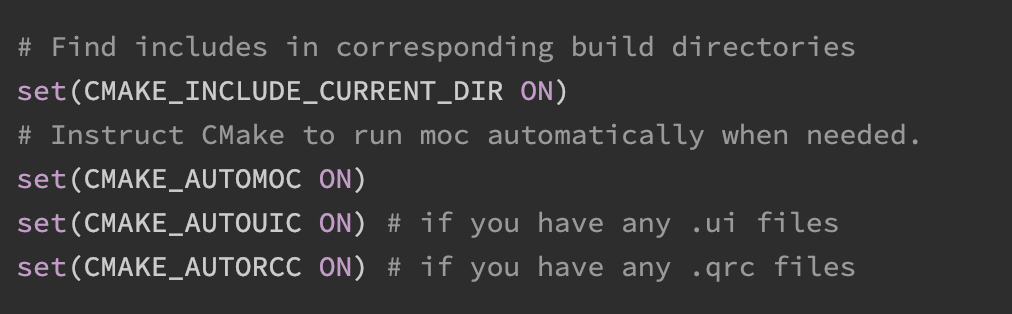 # Find includes in corresponding build directories
set(CMAKE_INCLUDE_CURRENT_DIR ON)
# Instruct CMake to run moc automatically when needed.
set(CMAKE_AUTOMOC ON)
set(CMAKE_AUTOUIC ON) # if you have any .ui files
set(CMAKE_AUTORCC ON) # if you have any .qrc files